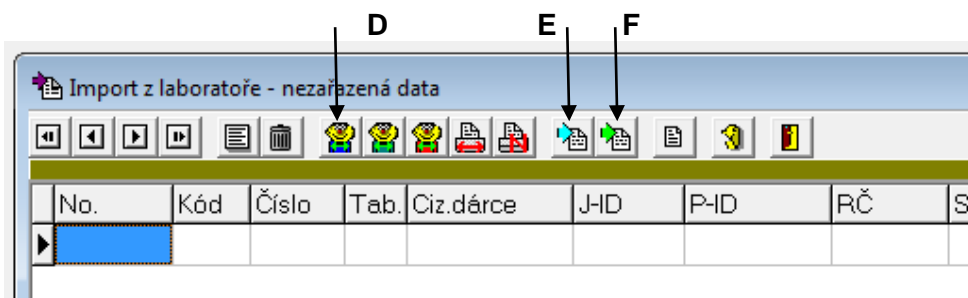 D E F
Import z laboratoře - nezařazená data
No. Kód Číslo Tab. Ciz.dárce J-ID P-ID RČ S